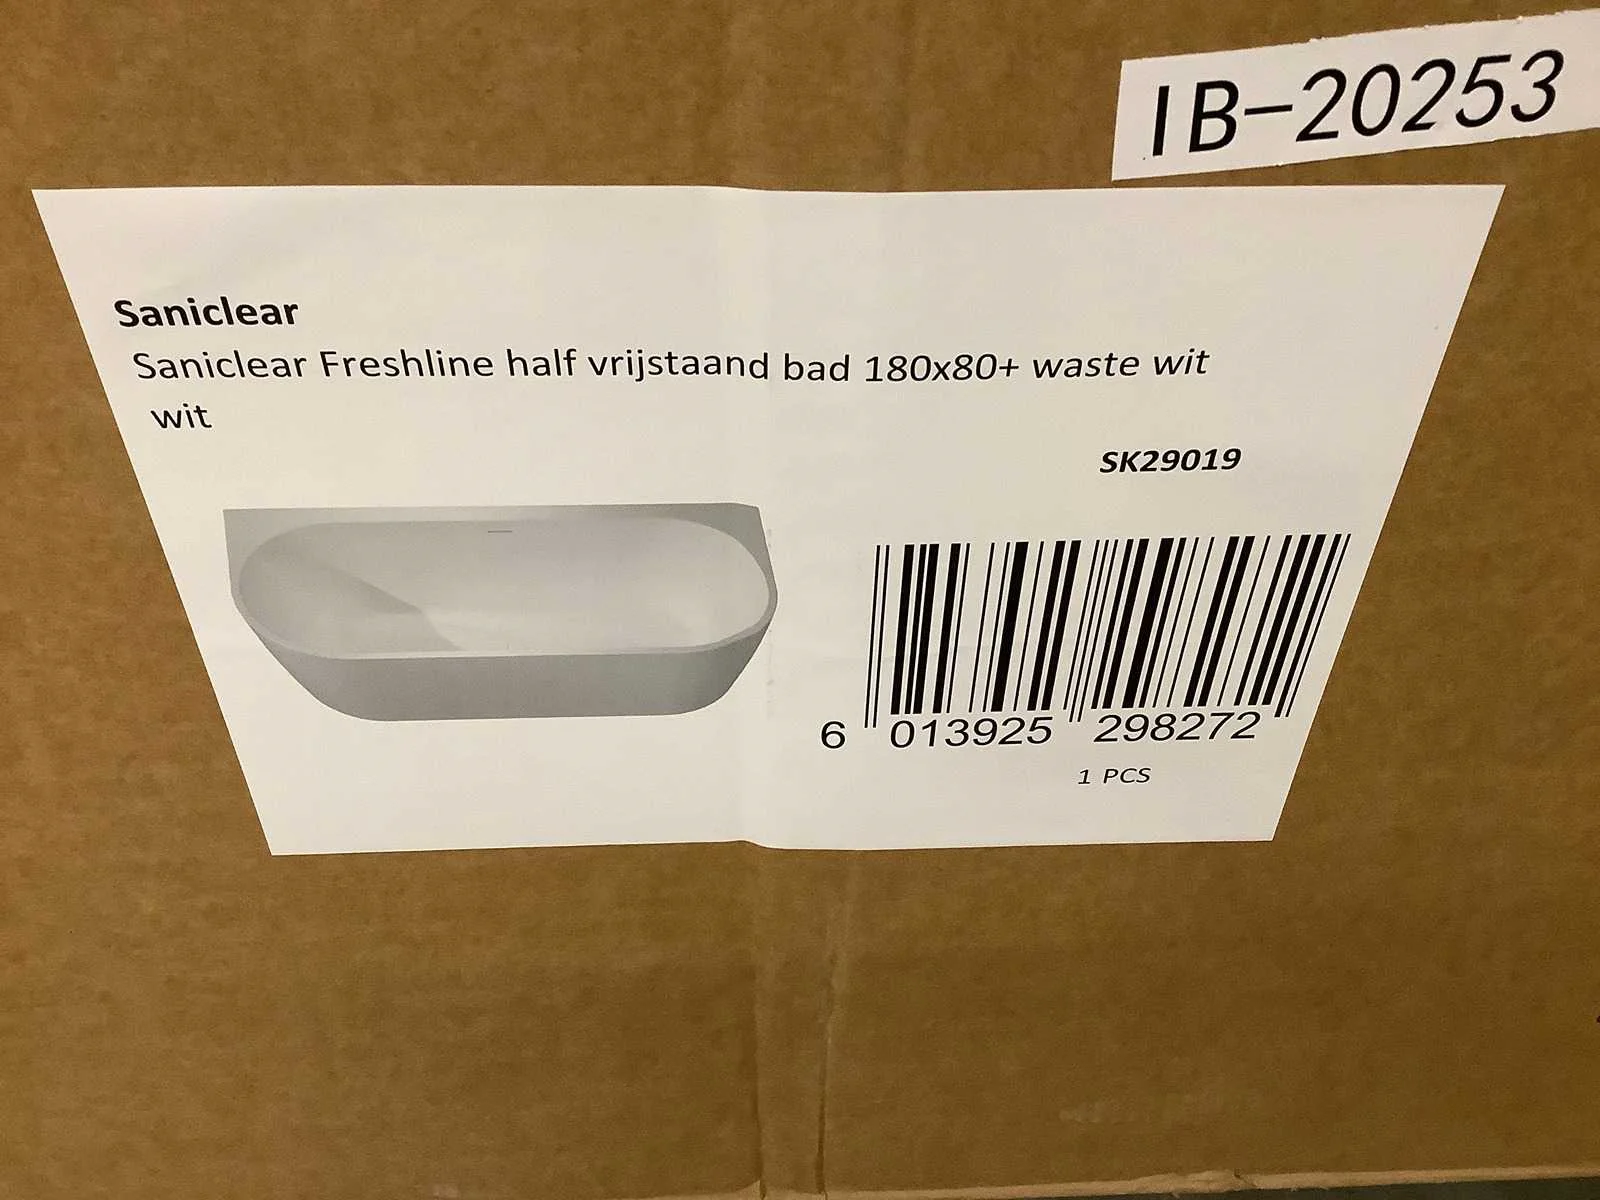 IB-20253
Saniclear
Saniclear Freshline half vrijstaand bad 180x80+ waste wit
wit
SK29019
6 013925 298272
1 PCS